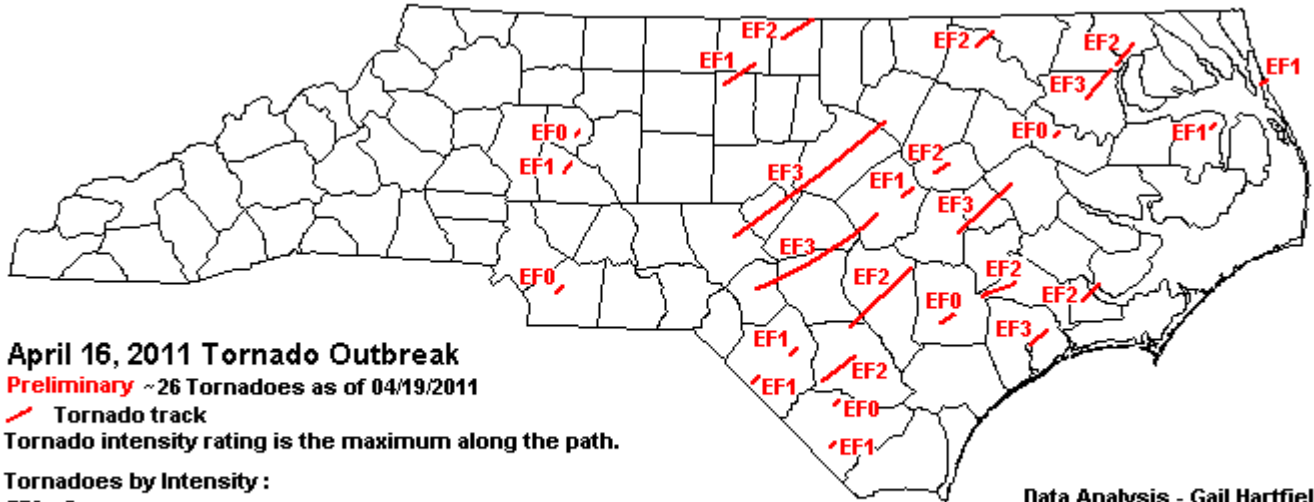 EF2
EF2
EF2
EF1
EF1
EF3
EF0
EF0
EF1
EF2
EF1
EF3
EF1
EF3
EF3
EF2
EF2
EF0
EF2
EF0
EF3
EF1
EF2
EF1
EF0
EF1
April 16, 2011 Tornado Outbreak
Preliminary ~26 Tornadoes as of 04/19/2011
Tornado track
Tornado intensity rating is the maximum along the path.
Tornadoes by Intensity :
Data Analysis - Gail